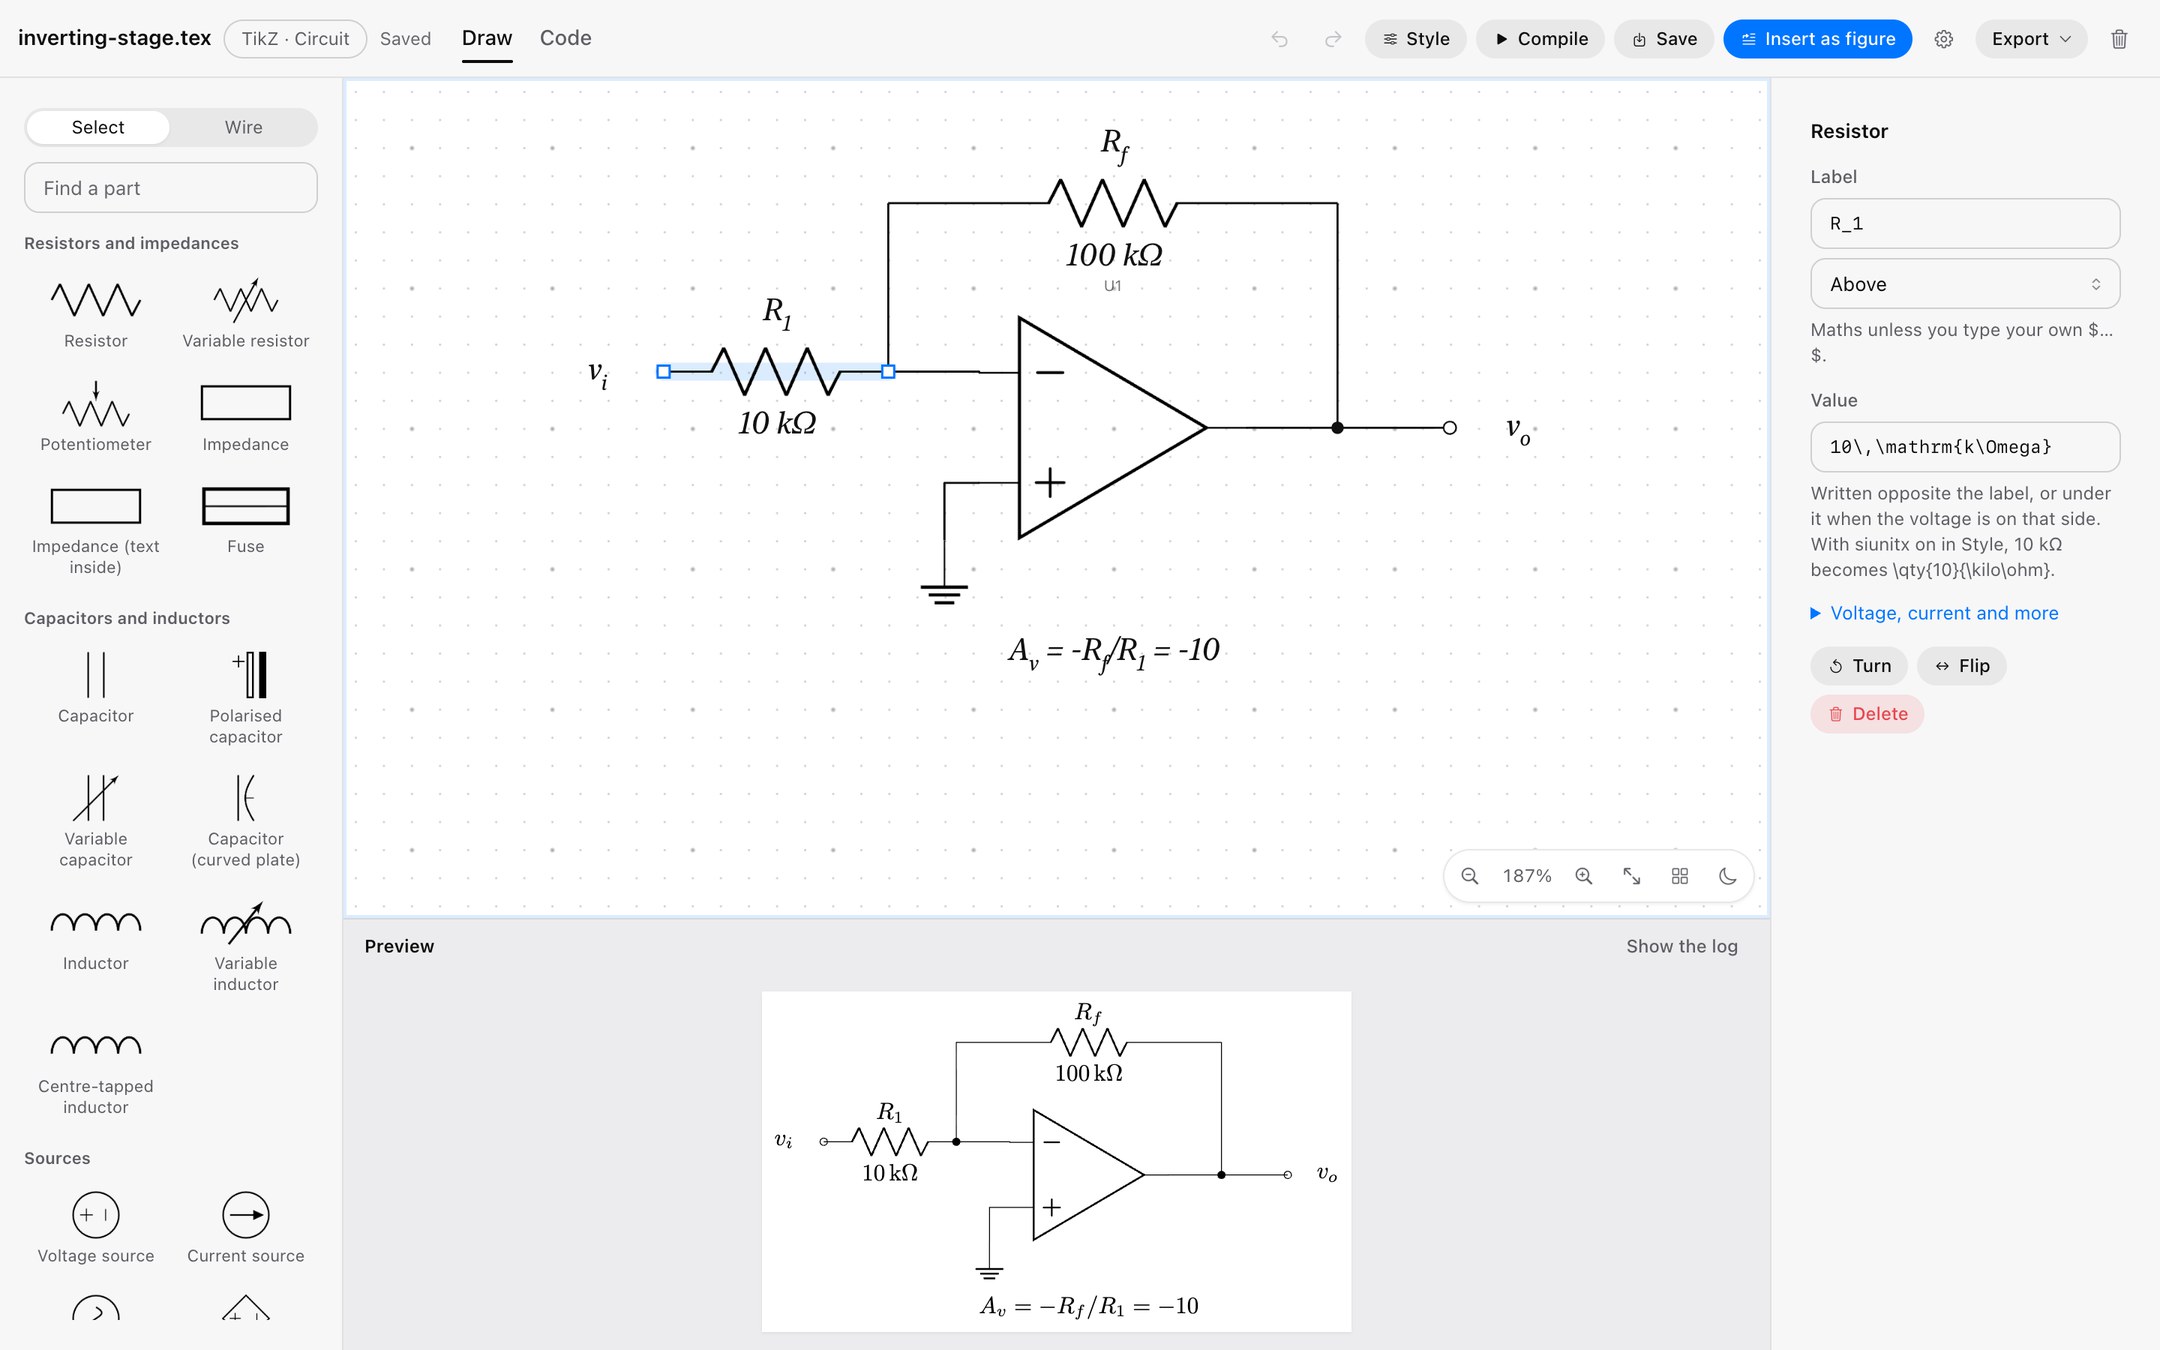 inverting-stage.tex TikZ · Circuit Saved Draw Code Style Compile Save Insert as figure Export
Select Wire
Find a part
Resistors and impedances
Resistor Variable resistor
Potentiometer Impedance
Impedance (text inside) Fuse
Capacitors and inductors
Capacitor Polarised capacitor
Variable capacitor Capacitor (curved plate)
Inductor Variable inductor
Centre-tapped inductor
Sources
Voltage source Current source
R_f
100 kΩ
U1
R_1
v_i
10 kΩ
−
+
v_o
A_v = -R_f/R_1 = -10
187%
Preview Show the log
R_f
100 kΩ
R_1
v_i
10 kΩ
−
+
v_o
A_v = −R_f/R_1 = −10
Resistor
Label
R_1
Above
Maths unless you type your own $...
$.
Value
10\,\mathrm{k\Omega}
Written opposite the label, or under
it when the voltage is on that side.
With siunitx on in Style, 10 kΩ
becomes \qty{10}{\kilo\ohm}.
Voltage, current and more
Turn Flip
Delete